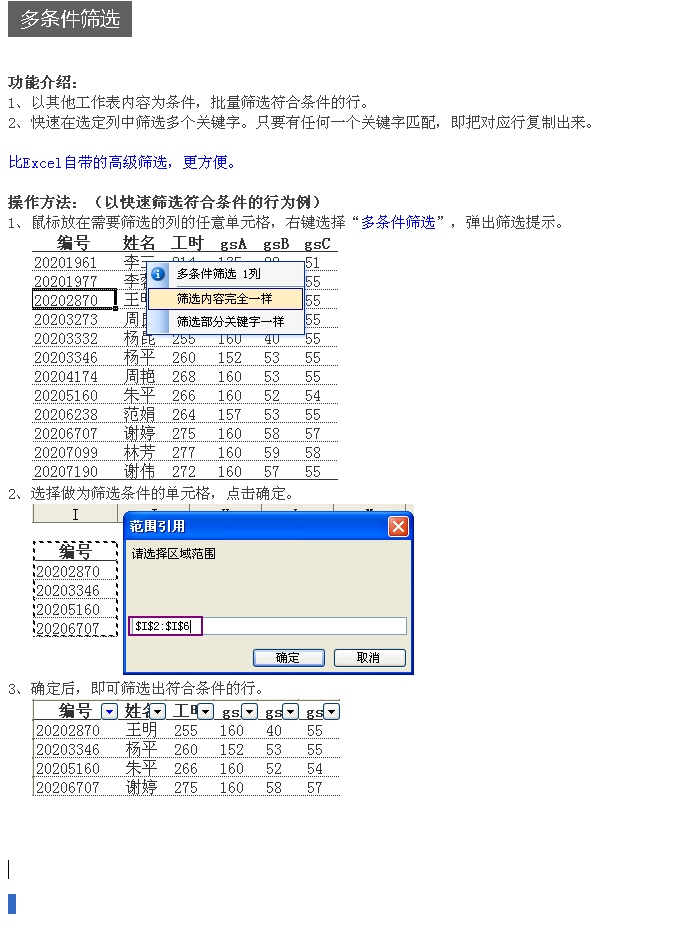 多条件筛选
功能介绍：
1、以其他工作表内容为条件，批量筛选符合条件的行。
2、快速在选定列中筛选多个关键字。只要有任何一个关键字匹配，即把对应行复制出来。
比Excel自带的高级筛选，更方便。
操作方法：（以快速筛选符合条件的行为例）
1、鼠标放在需要筛选的列的任意单元格，右键选择“多条件筛选”，弹出筛选提示。
编号 姓名 工时 gsA gsB gsC
20201961 李三 51
多条件筛选 1列
20201977 李 55
筛选内容完全一样
20202870 王明 55
筛选部分关键字一样
20203273 周 55
20203332 杨昆 255 160 40 55
20203346 杨平 260 152 53 55
20204174 周艳 268 160 53 55
20205160 朱平 266 160 52 54
20206238 范娟 264 157 53 55
20206707 谢婷 275 160 58 57
20207099 林芳 277 160 59 58
20207190 谢伟 272 160 57 55
2、选择做为筛选条件的单元格，点击确定。
I
范围引用
请选择区域范围
编号
20202870
20203346
20205160
20206707
$I$2:$I$6
确定 取消
3、确定后，即可筛选出符合条件的行。
编号 姓名 工时 gs gs gs
20202870 王明 255 160 40 55
20203346 杨平 260 152 53 55
20205160 朱平 266 160 52 54
20206707 谢婷 275 160 58 57